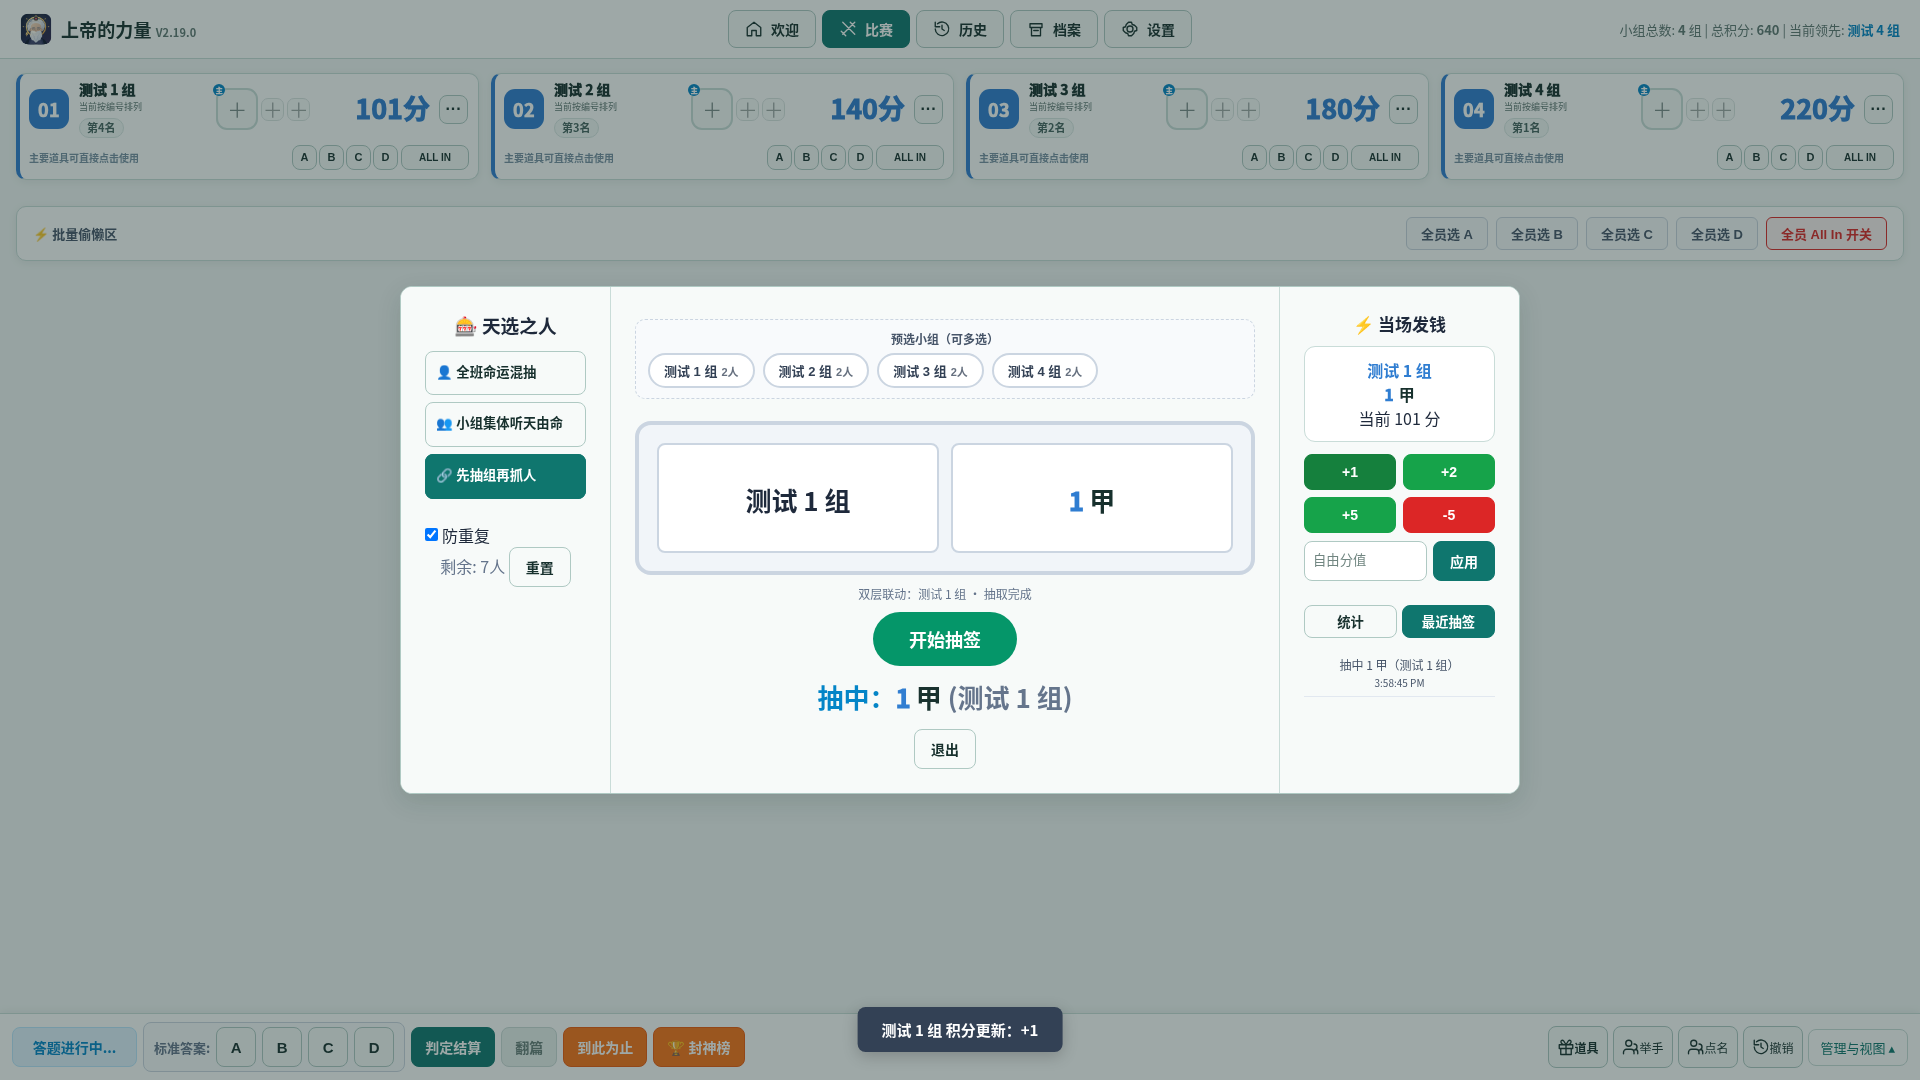 上帝的力量 V2.19.0
欢迎
比赛
历史
档案
设置
小组总数: 4 组 | 总积分: 640 | 当前领先: 测试 4 组
01
测试 1 组
当前按编号排列
第4名
主
101分
主要道具可直接点击使用
A B C D ALL IN
02
测试 2 组
当前按编号排列
第3名
主
140分
主要道具可直接点击使用
A B C D ALL IN
03
测试 3 组
当前按编号排列
第2名
主
180分
主要道具可直接点击使用
A B C D ALL IN
04
测试 4 组
当前按编号排列
第1名
主
220分
主要道具可直接点击使用
A B C D ALL IN
⚡ 批量偷懒区
全员选 A
全员选 B
全员选 C
全员选 D
全员 All In 开关
🎰 天选之人
👤 全班命运混抽
👥 小组集体听天由命
🔗 先抽组再抓人
防重复
剩余: 7人 重置
预选小组（可多选）
测试 1 组 2人
测试 2 组 2人
测试 3 组 2人
测试 4 组 2人
测试 1 组
1 甲
双层联动：测试 1 组 · 抽取完成
开始抽签
抽中：1 甲 (测试 1 组)
退出
⚡ 当场发钱
测试 1 组
1 甲
当前 101 分
+1
+2
+5
-5
自由分值
应用
统计
最近抽签
抽中 1 甲（测试 1 组）
3:58:45 PM
测试 1 组 积分更新：+1
答题进行中...
标准答案:
A B C D
判定结算
翻篇
到此为止
🏆 封神榜
道具
举手
点名
撤销
管理与视图 ▴